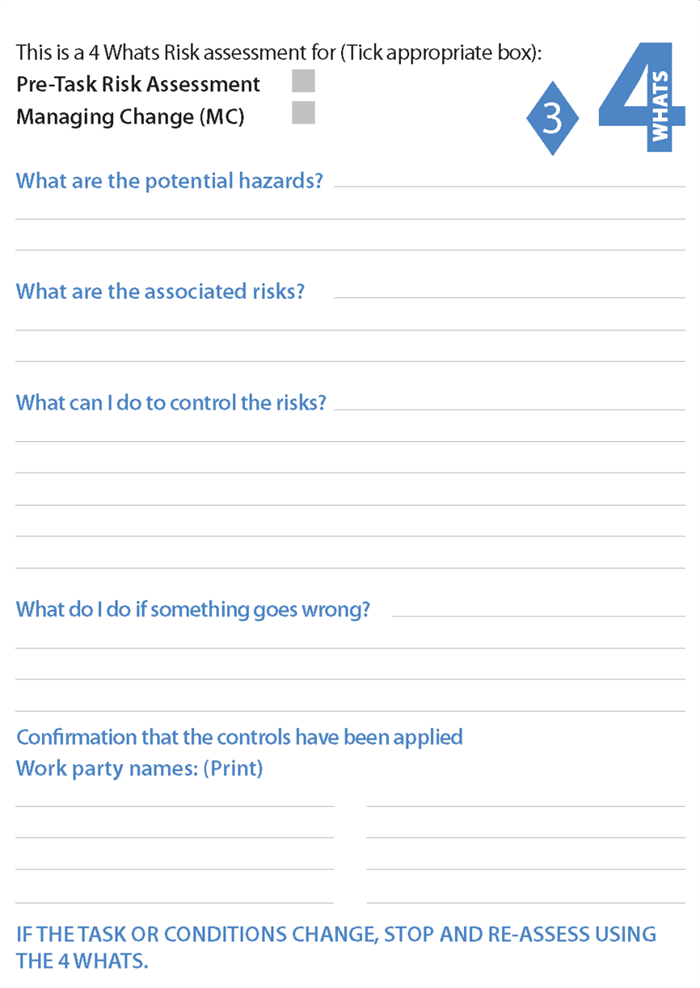 This is a 4 Whats Risk assessment for (Tick appropriate box):
Pre-Task Risk Assessment
Managing Change (MC)
3
4
WHATS
What are the potential hazards?
What are the associated risks?
What can I do to control the risks?
What do I do if something goes wrong?
Confirmation that the controls have been applied
Work party names: (Print)
IF THE TASK OR CONDITIONS CHANGE, STOP AND RE-ASSESS USING
THE 4 WHATS.